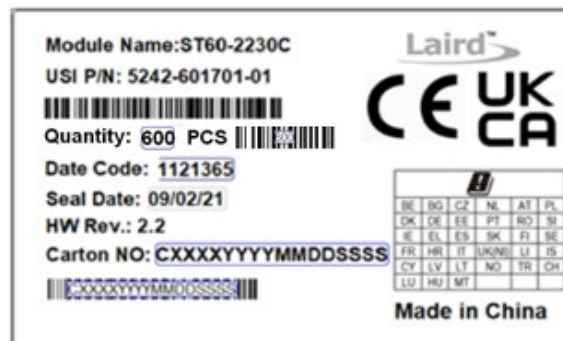 Module Name:ST60-2230C
Laird™
USI P/N: 5242-601701-01
CE UK CA
Quantity: 600 PCS
Date Code: 1121365
Seal Date: 09/02/21
HW Rev.: 2.2
Carton NO: CXXXXYYYYMMDDSSSS
CXXXXYYYYMMDDSSSS
BE BG CZ NL AT PL
DK DE EE PT RO SI
IE EL ES SK FI SE
FR HR IT UK(NI) LI IS
CY LV LT NO TR CH
LU HU MT
Made in China